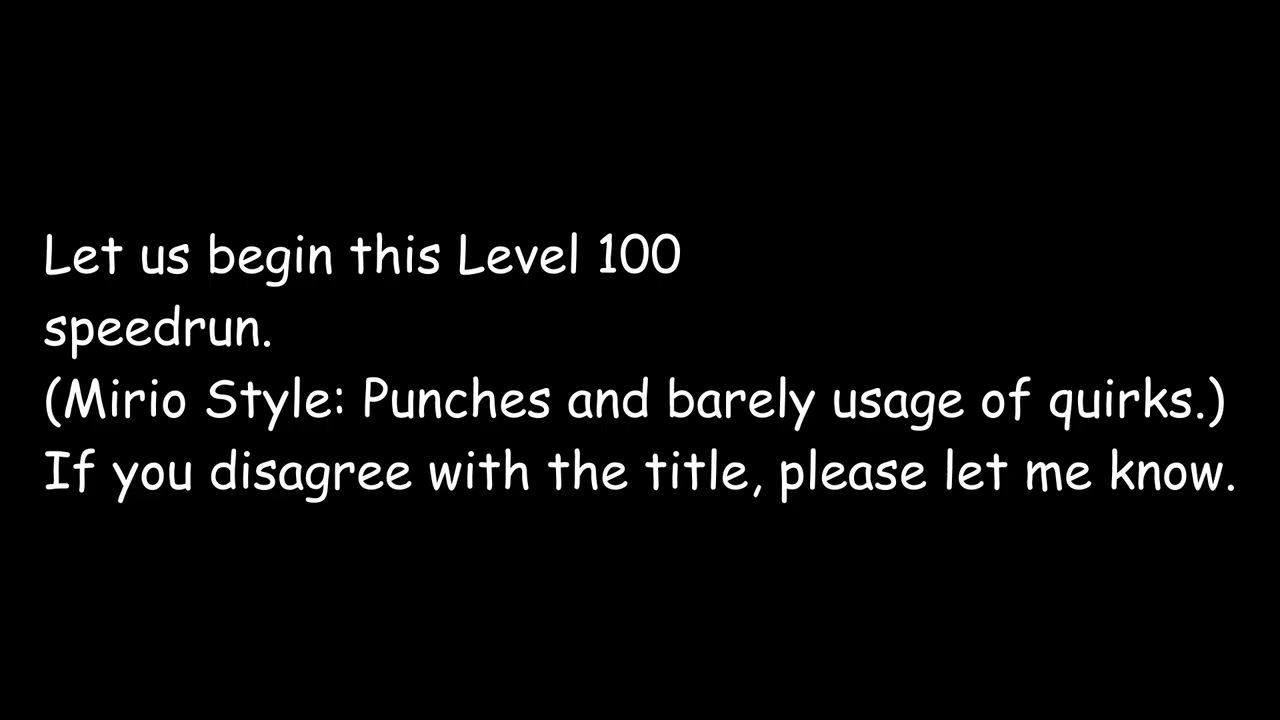 Let us begin this Level 100
speedrun.
(Mirio Style: Punches and barely usage of quirks.)
If you disagree with the title, please let me know.